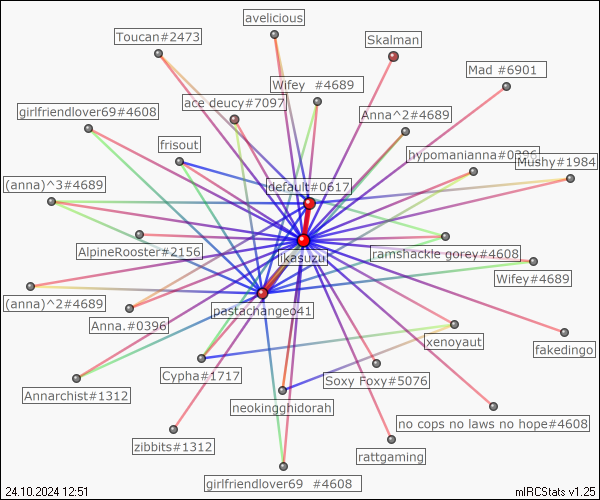 avelicious
Toucan#2473
Skalman
Mad #6901
Wifey #4689
ace deucy#7097
girlfriendlover69#4608
Anna^2#4689
frisout
hypomanianna#0396
Mushy#1984
(anna)^3#4689
default#0617
AlpineRooster#2156
ikasuzu
ramshackle gorey#4608
Wifey#4689
(anna)^2#4689
pastachangeo41
Anna.#0396
xenoyaut
fakedingo
Cypha#1717
Soxy Foxy#5076
Annarchist#1312
neokingghidorah
no cops no laws no hope#4608
zibbits#1312
rattgaming
girlfriendlover69 #4608
24.10.2024 12:51
mIRCStats v1.25